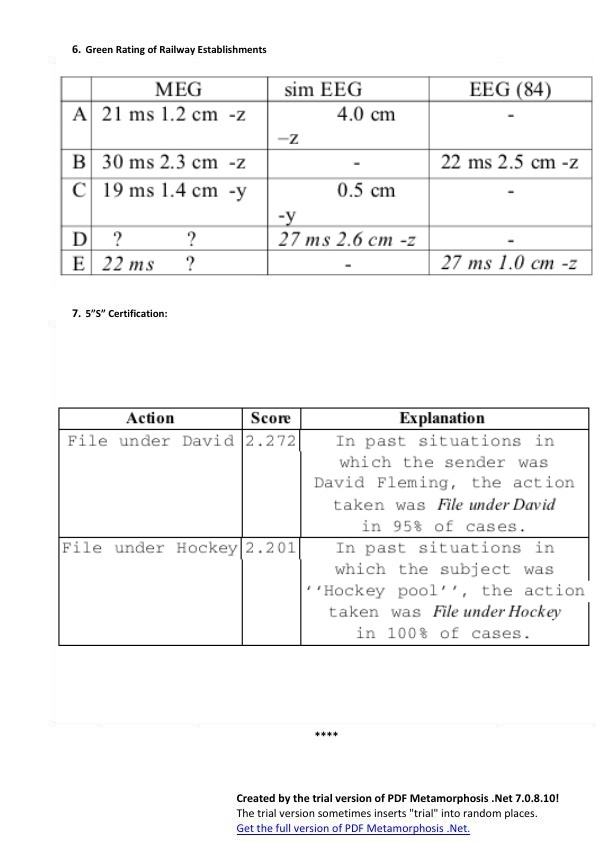 6. Green Rating of Railway Establishments
MEG sim EEG EEG (84)
A 21 ms 1.2 cm -z 4.0 cm -
–z
B 30 ms 2.3 cm -z - 22 ms 2.5 cm -z
C 19 ms 1.4 cm -y 0.5 cm -
-y
D ? ? 27 ms 2.6 cm -z -
E 22 ms ? - 27 ms 1.0 cm -z
7. 5”S” Certification:
Action Score Explanation
File under David 2.272 In past situations in
which the sender was
David Fleming, the action
taken was File under David
in 95% of cases.
File under Hockey 2.201 In past situations in
which the subject was
‘‘Hockey pool’’, the action
taken was File under Hockey
in 100% of cases.
****
Created by the trial version of PDF Metamorphosis .Net 7.0.8.10!
The trial version sometimes inserts "trial" into random places.
Get the full version of PDF Metamorphosis .Net.